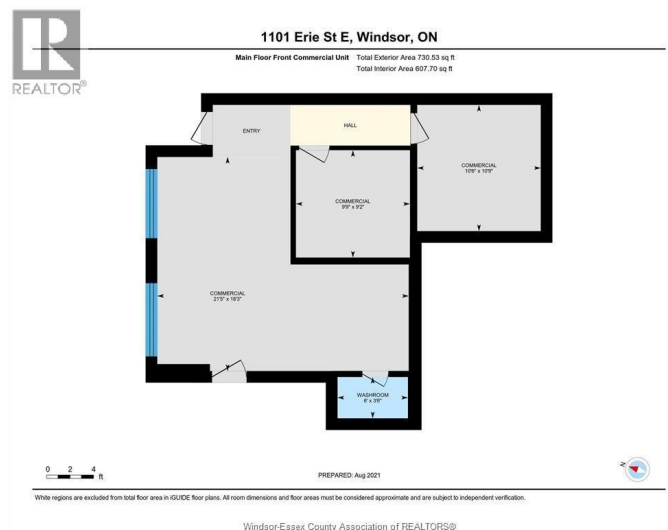 1101 Erie St E, Windsor, ON
Main Floor Front Commercial Unit Total Exterior Area 730.53 sq ft
Total Interior Area 607.70 sq ft
R
REALTOR®
ENTRY
HALL
COMMERCIAL
10'6" x 10'9"
COMMERCIAL
9'9" x 9'2"
COMMERCIAL
21'5" x 18'3"
WASHROOM
6' x 3'6"
0 2 4
ft
PREPARED: Aug 2021
N
White regions are excluded from total floor area in iGUIDE floor plans. All room dimensions and floor areas must be considered approximate and are subject to independent verification.
Windsor-Essex County Association of REALTORS®